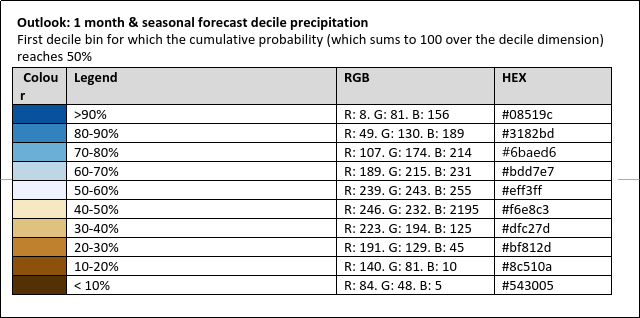 Outlook: 1 month & seasonal forecast decile precipitation
First decile bin for which the cumulative probability (which sums to 100 over the decile dimension)
reaches 50%
Colou
r Legend RGB HEX
>90% R: 8. G: 81. B: 156 #08519c
80-90% R: 49. G: 130. B: 189 #3182bd
70-80% R: 107. G: 174. B: 214 #6baed6
60-70% R: 189. G: 215. B: 231 #bdd7e7
50-60% R: 239. G: 243. B: 255 #eff3ff
40-50% R: 246. G: 232. B: 2195 #f6e8c3
30-40% R: 223. G: 194. B: 125 #dfc27d
20-30% R: 191. G: 129. B: 45 #bf812d
10-20% R: 140. G: 81. B: 10 #8c510a
< 10% R: 84. G: 48. B: 5 #543005